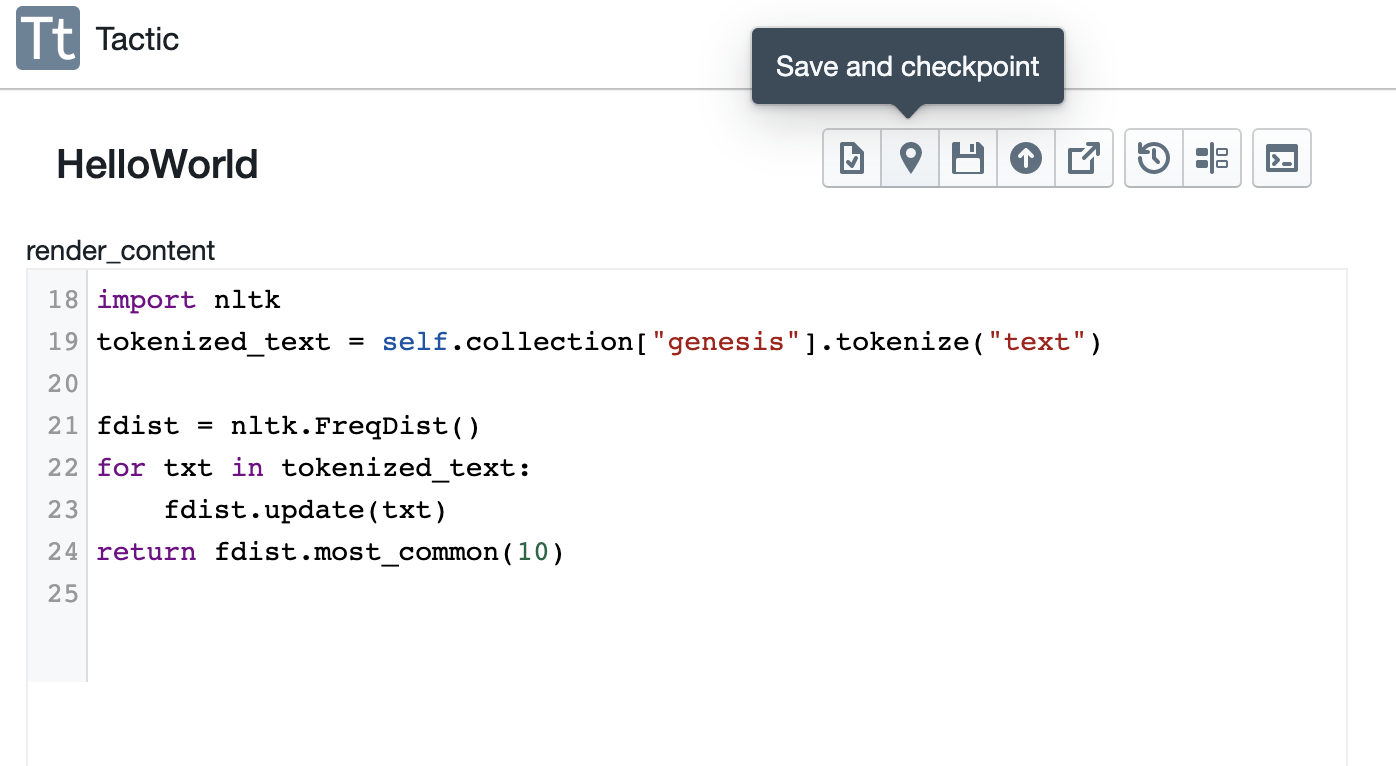 Tt Tactic
Save and checkpoint
HelloWorld
render_content
18 import nltk
19 tokenized_text = self.collection["genesis"].tokenize("text")
20
21 fdist = nltk.FreqDist()
22 for txt in tokenized_text:
23     fdist.update(txt)
24 return fdist.most_common(10)
25